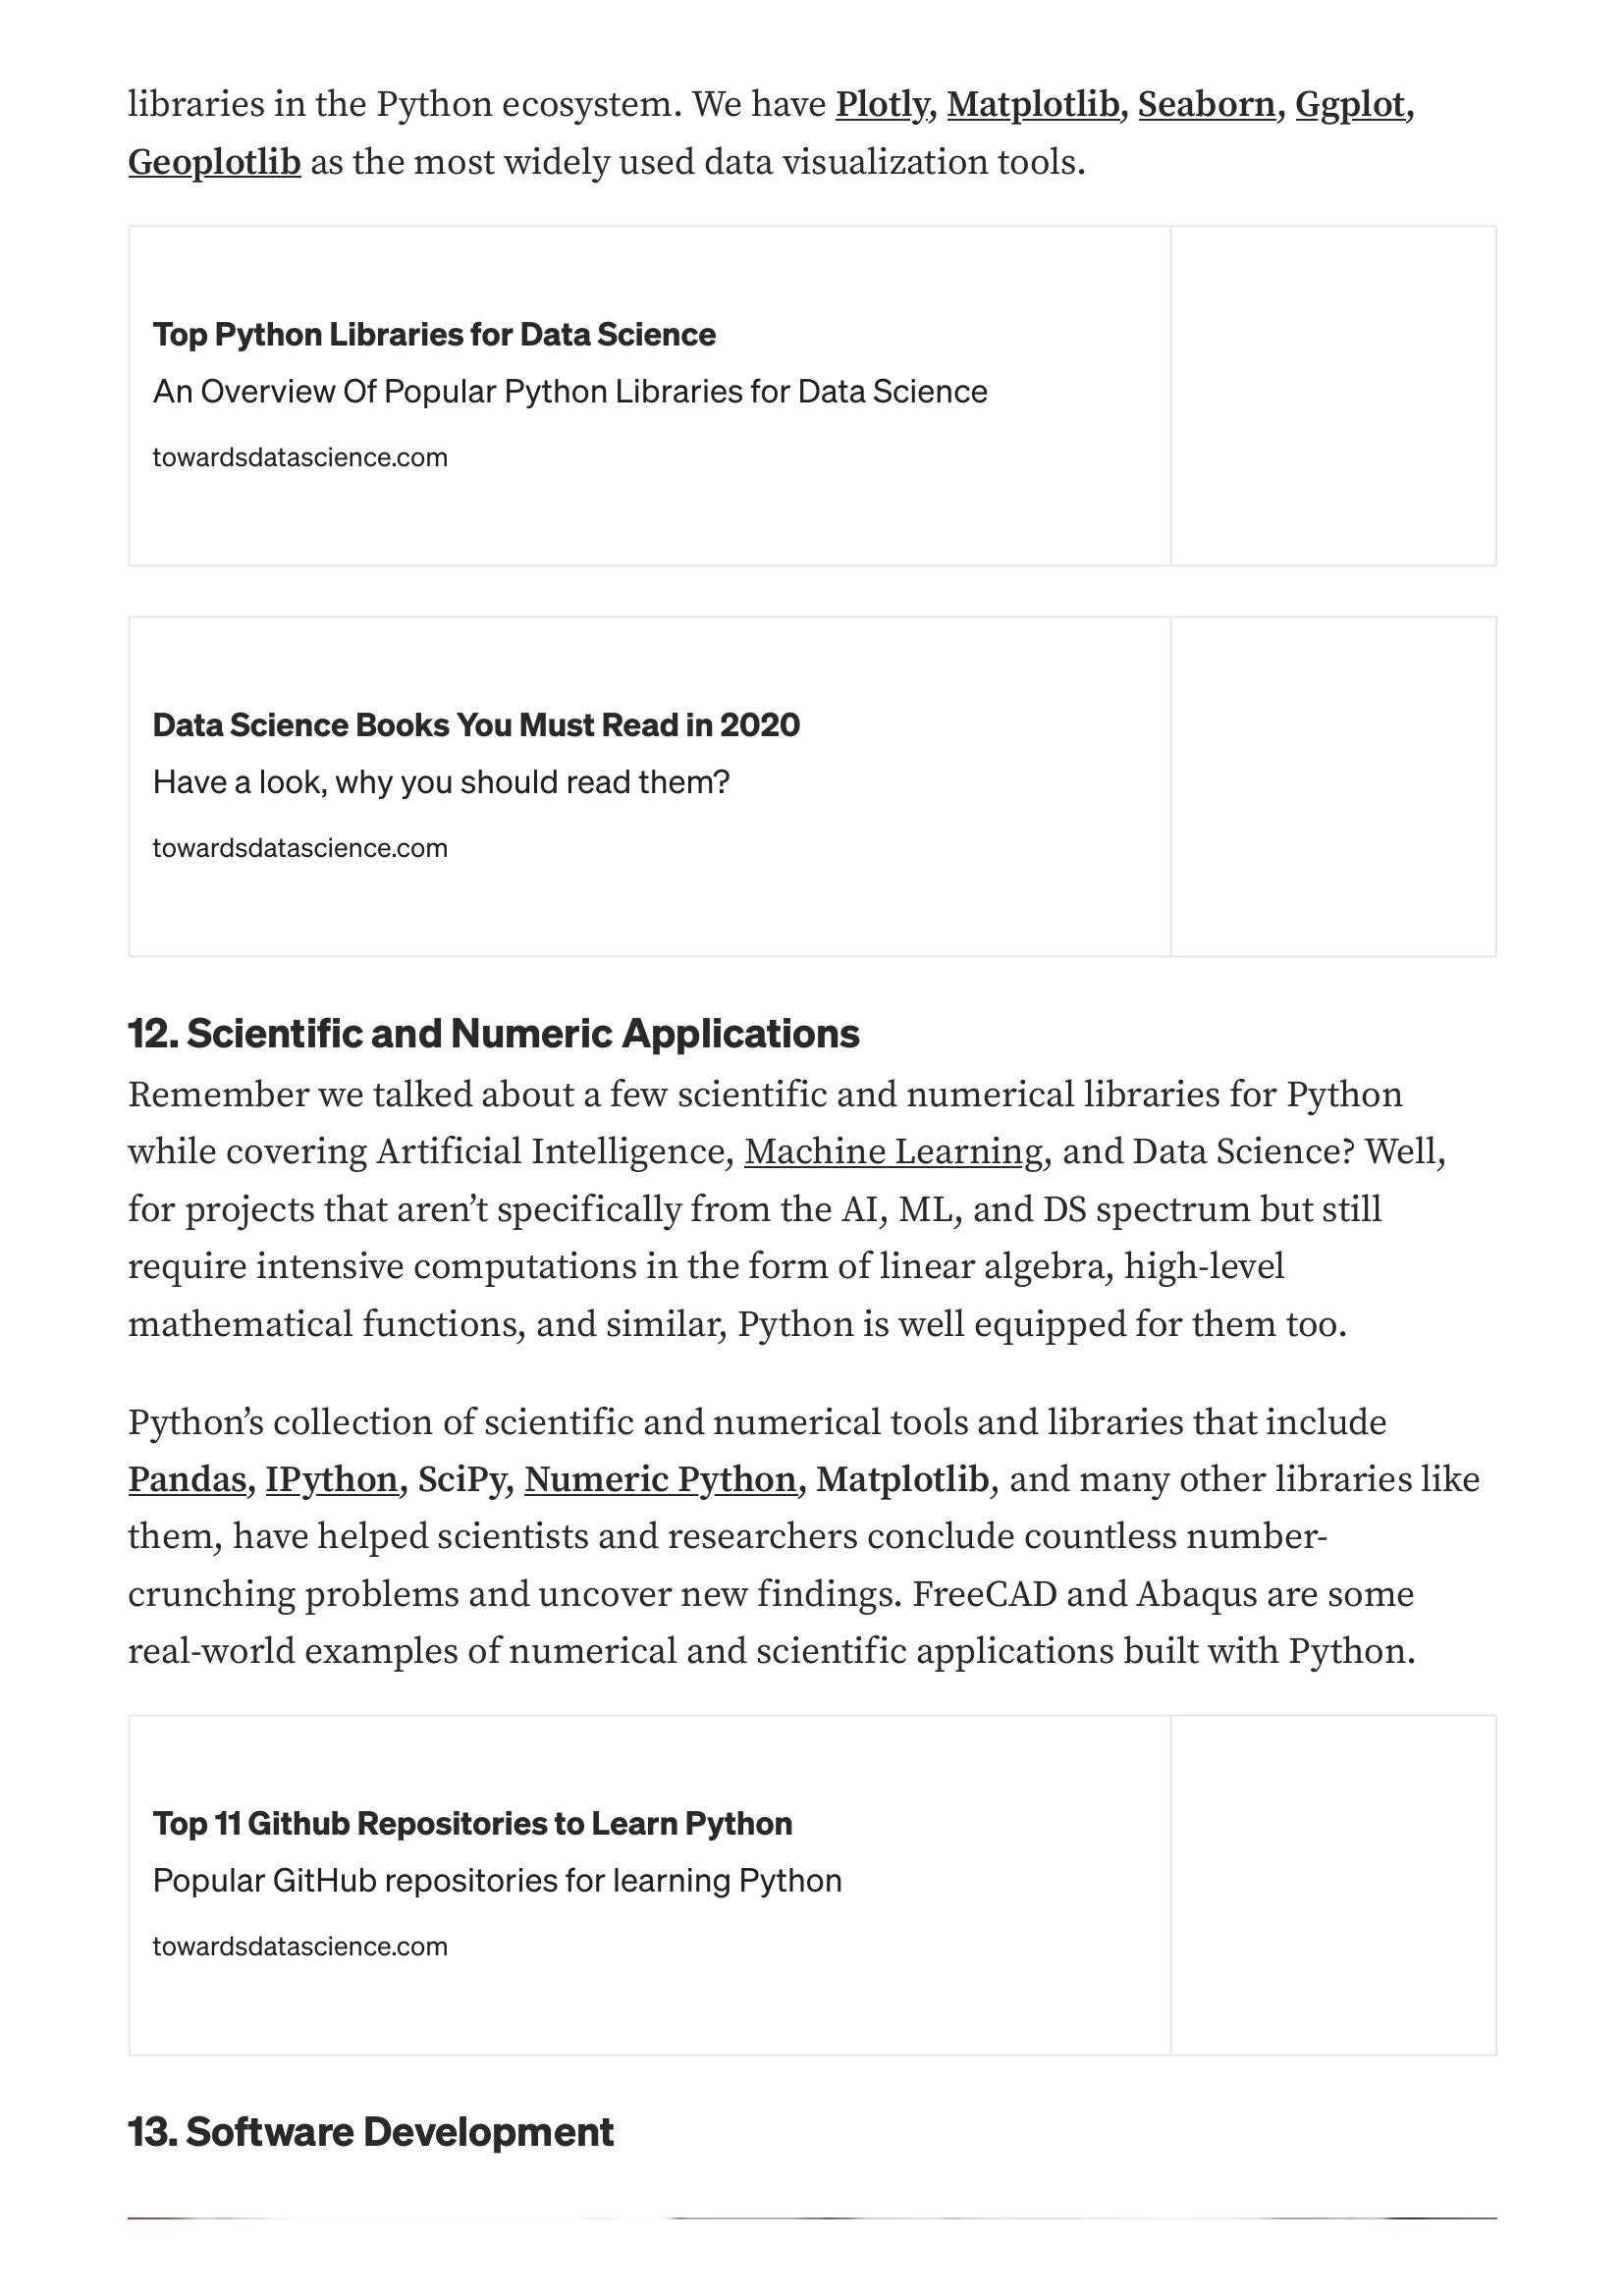 libraries in the Python ecosystem. We have Plotly, Matplotlib, Seaborn, Ggplot,
Geoplotlib as the most widely used data visualization tools.
Top Python Libraries for Data Science
An Overview Of Popular Python Libraries for Data Science
towardsdatascience.com
Data Science Books You Must Read in 2020
Have a look, why you should read them?
towardsdatascience.com
12. Scientific and Numeric Applications
Remember we talked about a few scientific and numerical libraries for Python
while covering Artificial Intelligence, Machine Learning, and Data Science? Well,
for projects that aren’t specifically from the AI, ML, and DS spectrum but still
require intensive computations in the form of linear algebra, high-level
mathematical functions, and similar, Python is well equipped for them too.
Python’s collection of scientific and numerical tools and libraries that include
Pandas, IPython, SciPy, Numeric Python, Matplotlib, and many other libraries like
them, have helped scientists and researchers conclude countless number-
crunching problems and uncover new findings. FreeCAD and Abaqus are some
real-world examples of numerical and scientific applications built with Python.
Top 11 Github Repositories to Learn Python
Popular GitHub repositories for learning Python
towardsdatascience.com
13. Software Development